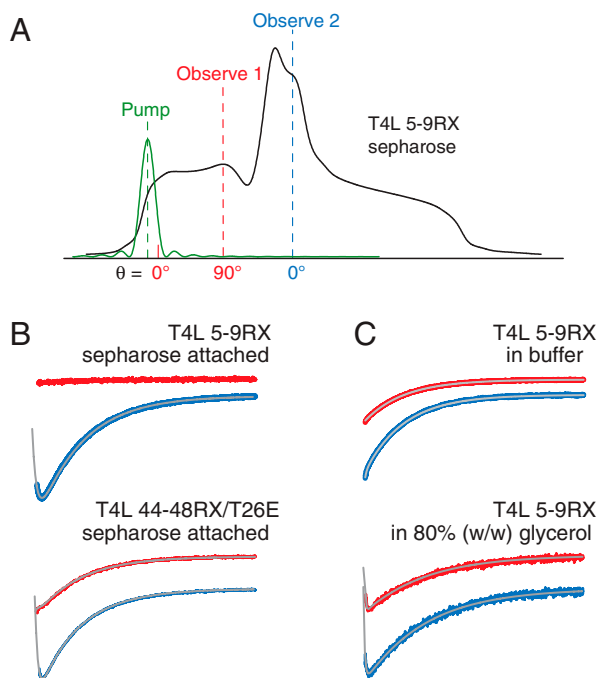 A
Observe 2
Observe 1
Pump
T4L 5-9RX
sepharose
θ = 0° 90° 0°
B
T4L 5-9RX
sepharose attached
T4L 44-48RX/T26E
sepharose attached
C
T4L 5-9RX
in buffer
T4L 5-9RX
in 80% (w/w) glycerol